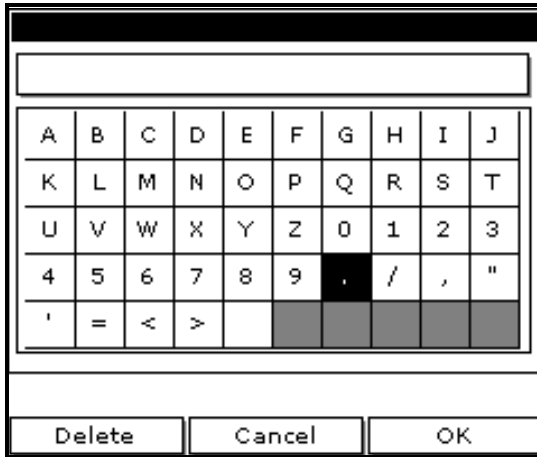 A B C D E F G H I J
K L M N O P Q R S T
U V W X Y Z 0 1 2 3
4 5 6 7 8 9 . / , "
' = < >
Delete Cancel OK